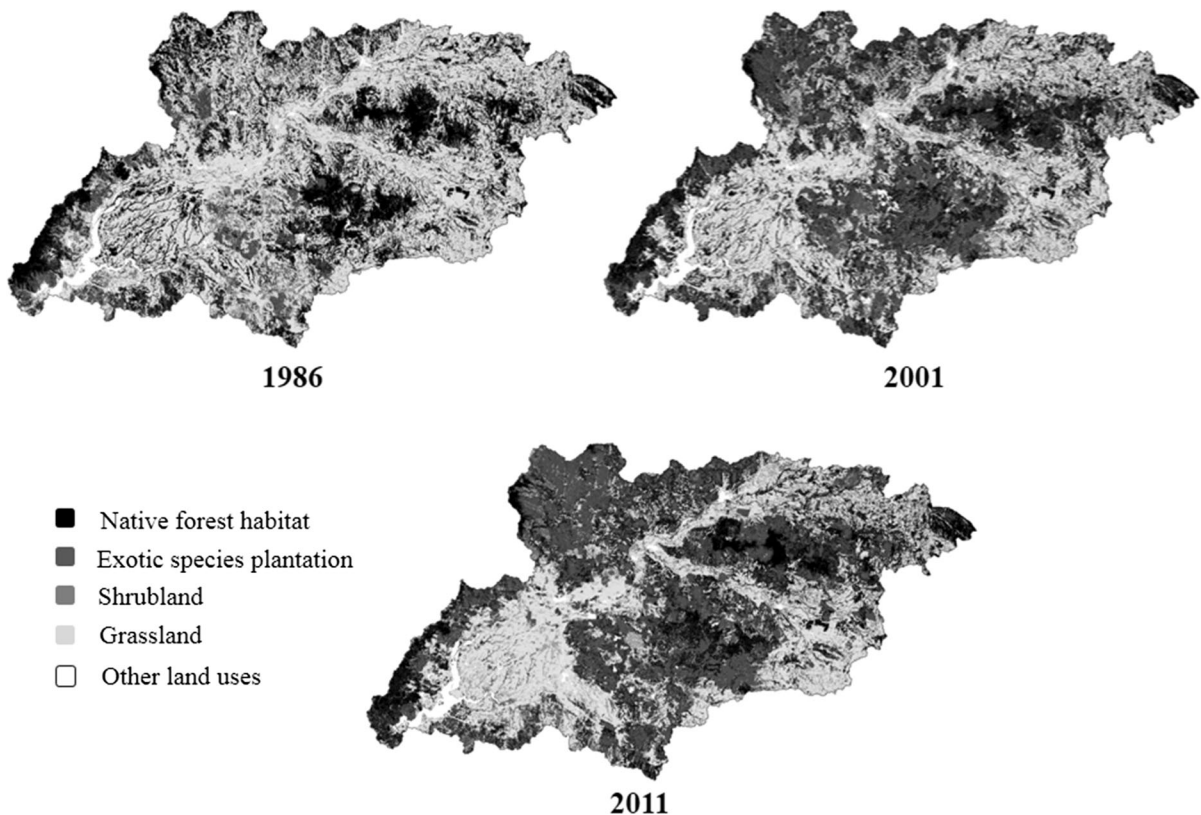 1986
2001
Native forest habitat
Exotic species plantation
Shrubland
Grassland
Other land uses
2011